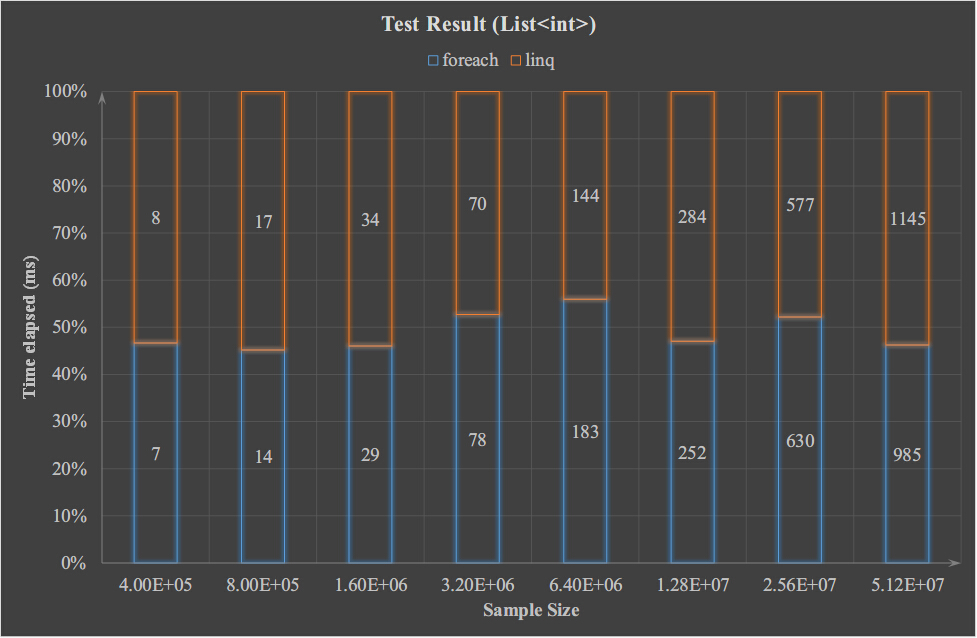 Test Result (List<int>)
foreach linq
100%
90%
80%
70%
60%
50%
40%
30%
20%
10%
0%
Time elapsed (ms)
8 17 34 70 144 284 577 1145
7 14 29 78 183 252 630 985
4.00E+05 8.00E+05 1.60E+06 3.20E+06 6.40E+06 1.28E+07 2.56E+07 5.12E+07
Sample Size